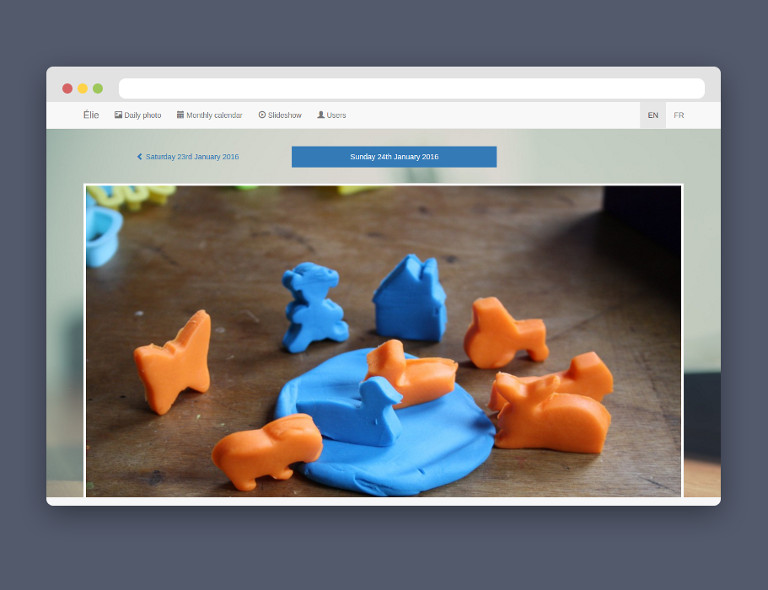 Élie Daily photo Monthly calendar Slideshow Users EN FR
Saturday 23rd January 2016 Sunday 24th January 2016